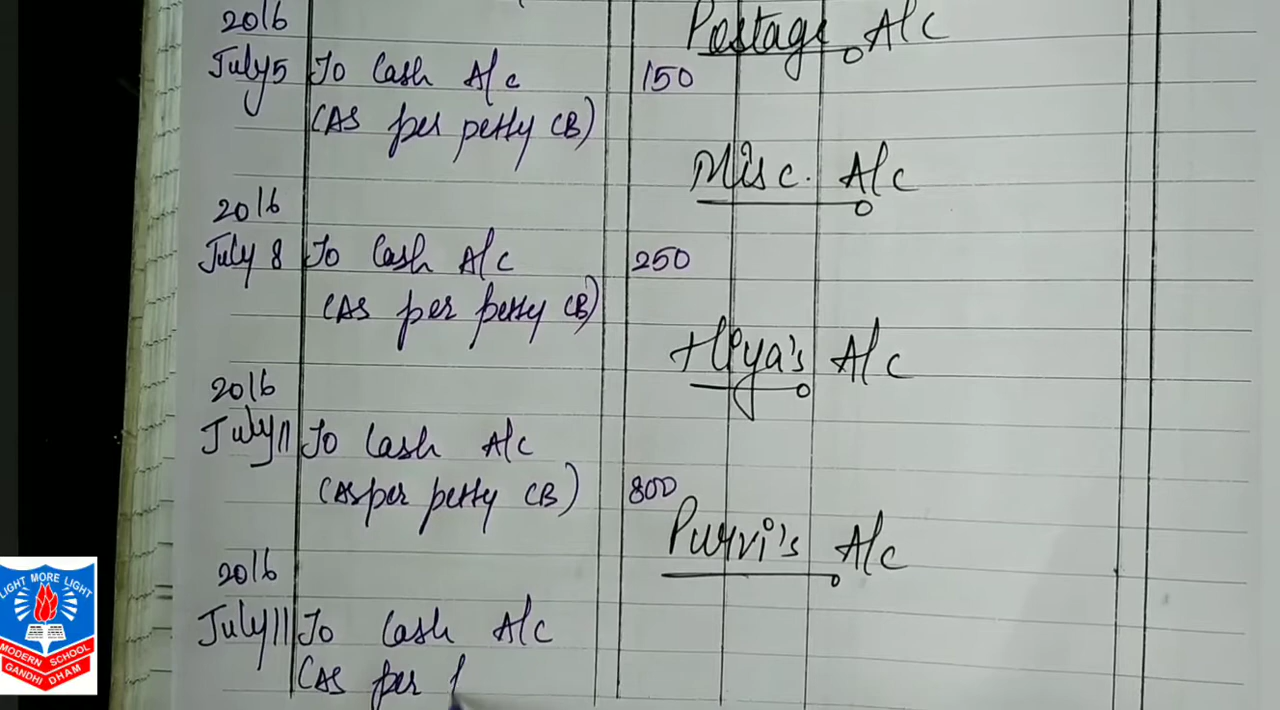 Postage A/c
2016
July 5 To Cash A/c 150
(As per petty CB)
Misc. A/c
2016
July 8 To Cash A/c 250
(As per petty CB)
Hiya's A/c
2016
July 11 To Cash A/c
(As per petty CB) 800
Purvi's A/c
2016
July 11 To Cash A/c
(As per
LIGHT MORE LIGHT
MODERN SCHOOL
GANDHI DHAM